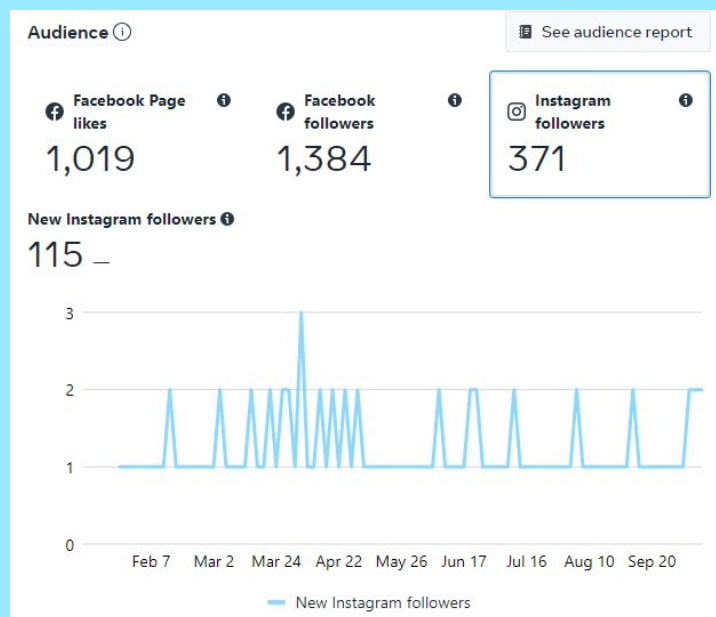 Audience
See audience report
Facebook Page
likes
1,019
Facebook
followers
1,384
Instagram
followers
371
New Instagram followers
115 —
3
2
1
0
Feb 7 Mar 2 Mar 24 Apr 22 May 26 Jun 17 Jul 16 Aug 10 Sep 20
New Instagram followers